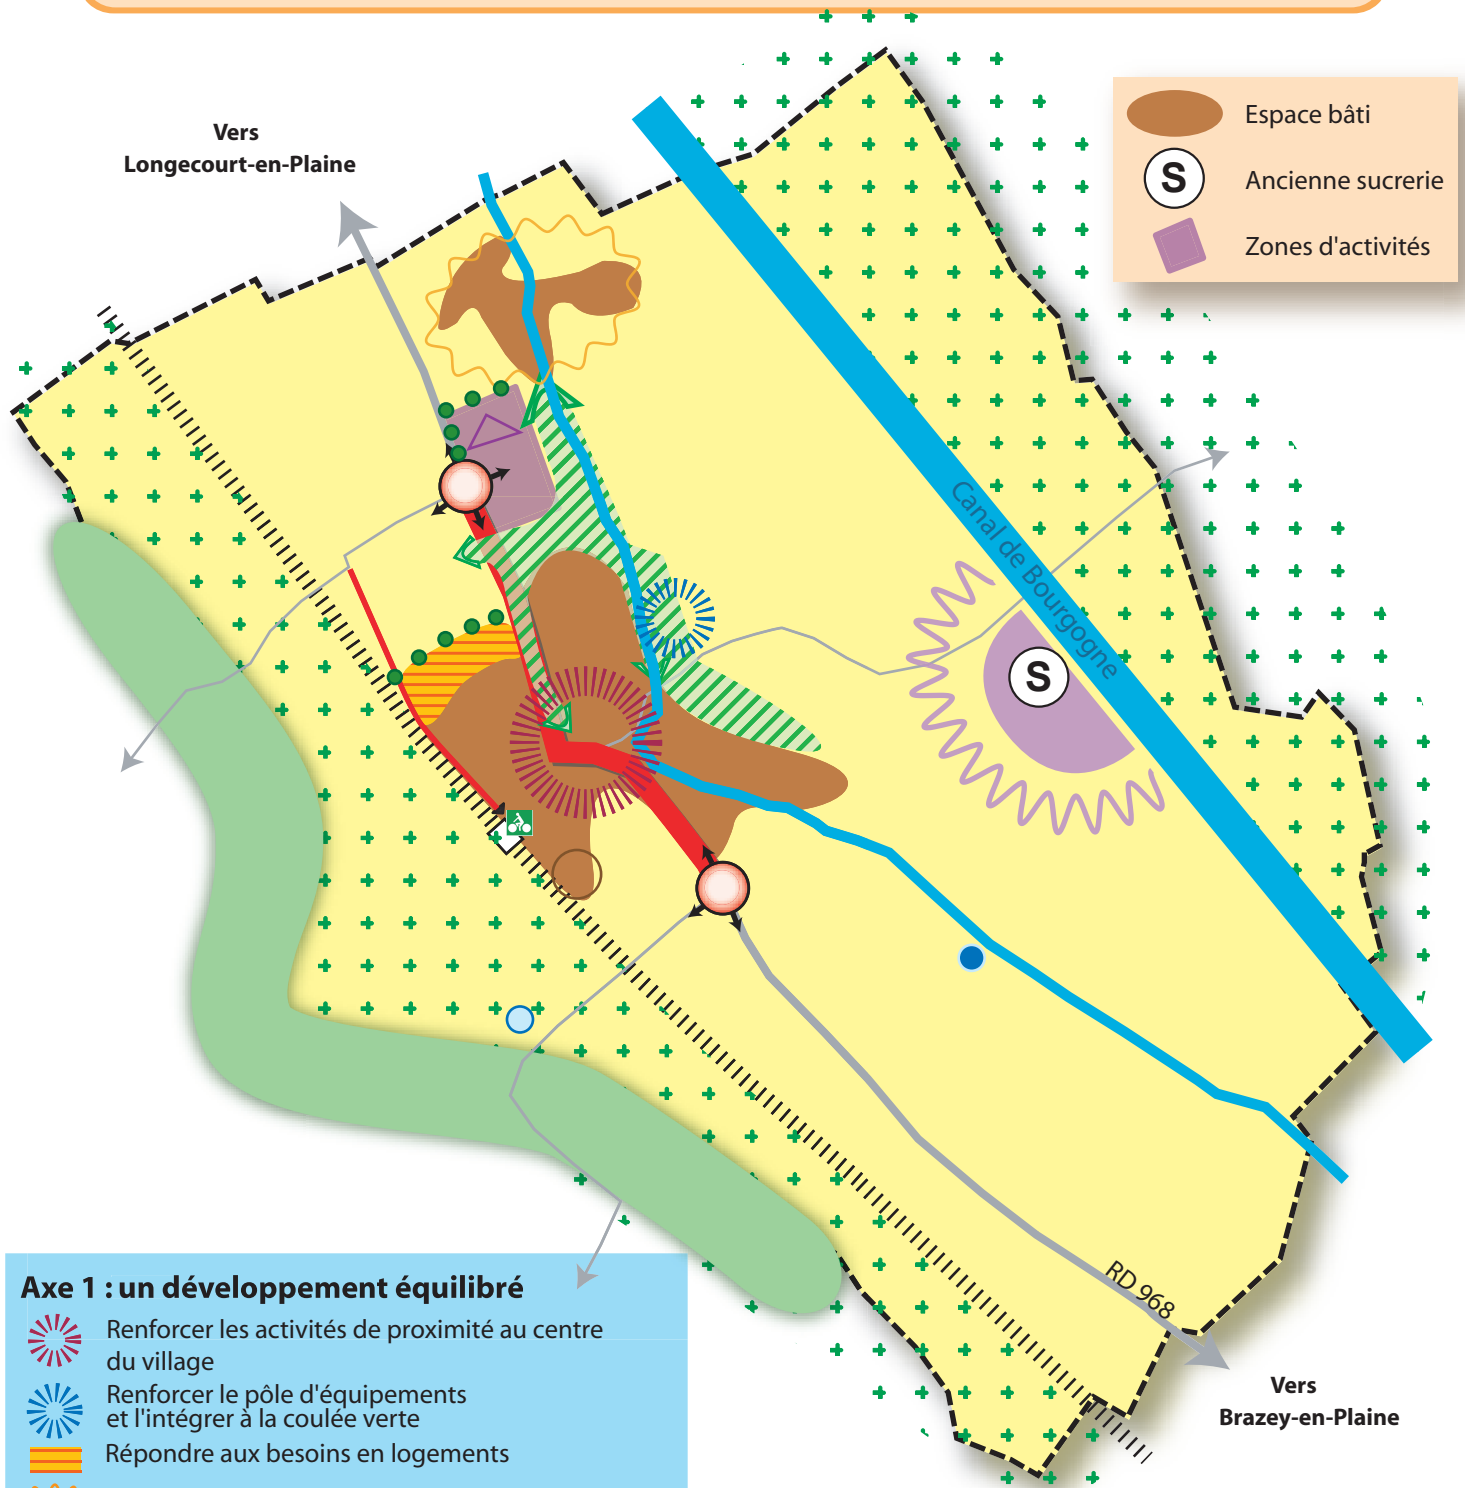 Vers
Longecourt-en-Plaine
Espace bâti
S
Ancienne sucrerie
Zones d'activités
Canal de Bourgogne
S
RD 968
Vers
Brazey-en-Plaine
Axe 1 : un développement équilibré
Renforcer les activités de proximité au centre
du village
Renforcer le pôle d'équipements
et l'intégrer à la coulée verte
Répondre aux besoins en logements